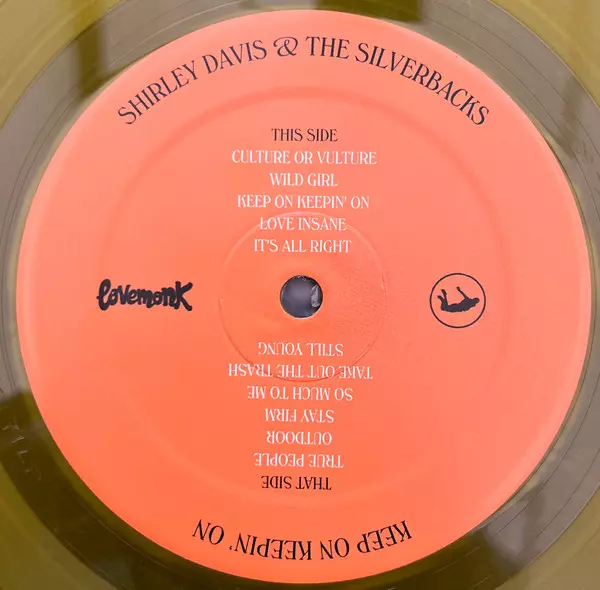 SHIRLEY DAVIS & THE SILVERBACKS
THIS SIDE
CULTURE OR VULTURE
WILD GIRL
KEEP ON KEEPIN' ON
LOVE INSANE
IT'S ALL RIGHT
lovemonk
THAT SIDE
TRUE PEOPLE
OUTDOOR
STAY FIRM
SO MUCH TO ME
TAKE OUT THE TRASH
STILL YOUNG
KEEP ON KEEPIN' ON